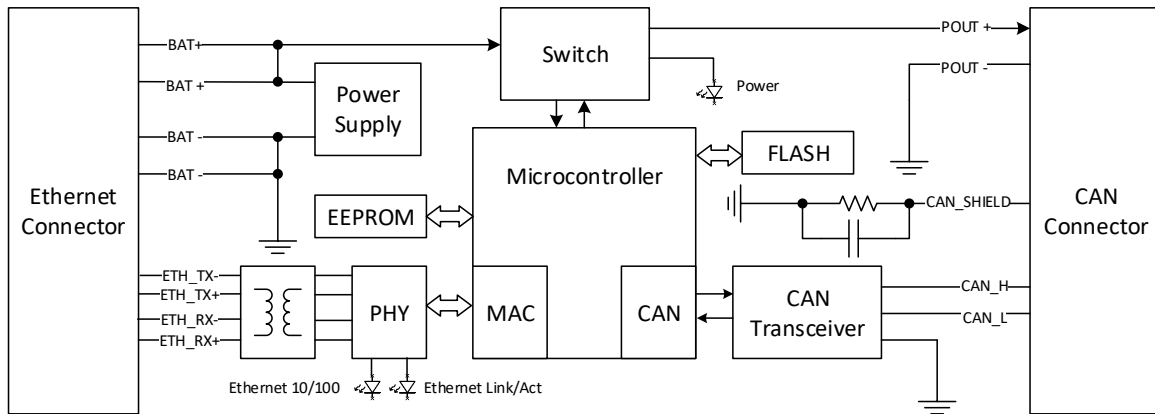 BAT+
BAT +
BAT -
BAT -
Ethernet
Connector
ETH_TX-
ETH_TX+
ETH_RX-
ETH_RX+
Power
Supply
EEPROM
PHY
Ethernet 10/100
Ethernet Link/Act
Switch
Power
Microcontroller
MAC
CAN
FLASH
CAN
Transceiver
POUT +
POUT -
CAN_SHIELD
CAN_H
CAN_L
CAN
Connector